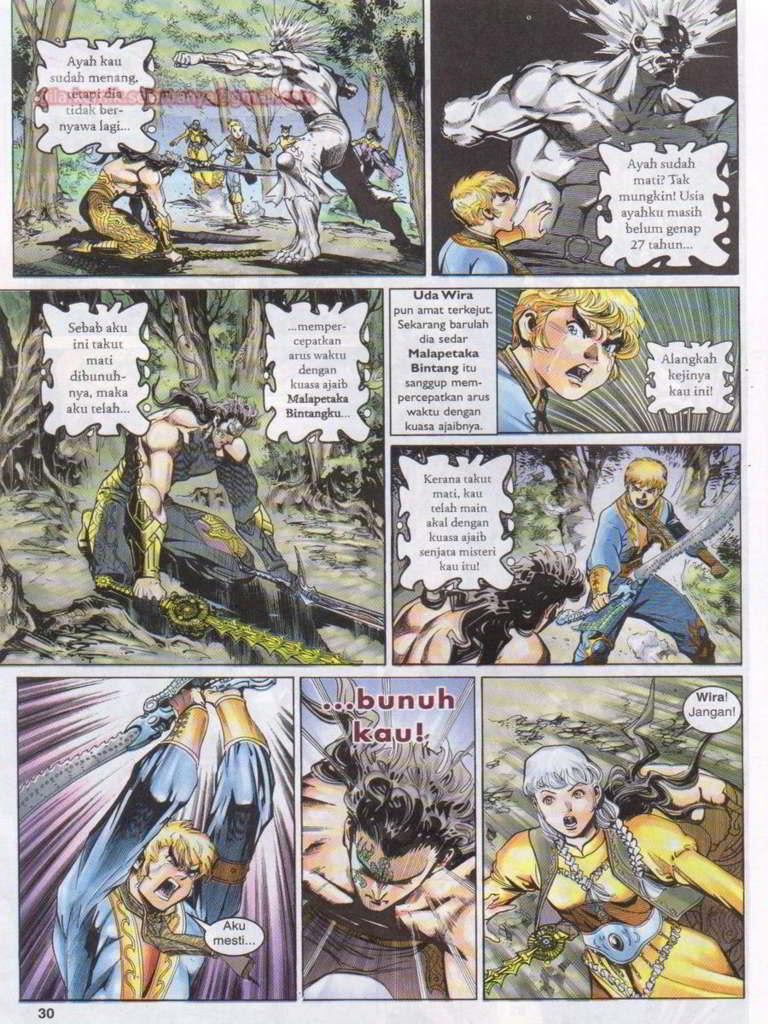 Ayah kau
sudah menang,
tetapi dia
tidak ber-
nyawa lagi...
Ayah sudah
mati? Tak
mungkin! Usia
ayahku masih
belum genap
27 tahun...
Sebab aku
ini takut
mati
dibunuh-
nya, maka
aku telah...
...memper-
cepatkan
arus waktu
dengan
kuasa ajaib
Malapetaka
Bintangku...
Uda Wira
pun amat terkejut.
Sekarang barulah
dia sedar
Malapetaka
Bintang itu
sanggup mem-
percepatkan arus
waktu dengan
kuasa ajaibnya.
Alangkah
kejinya
kau ini!
Kerana takut
mati, kau
telah main
akal dengan
kuasa ajaib
senjata misteri
kau itu!
Aku
mesti...
...bunuh
kau!
Wira!
Jangan!
30